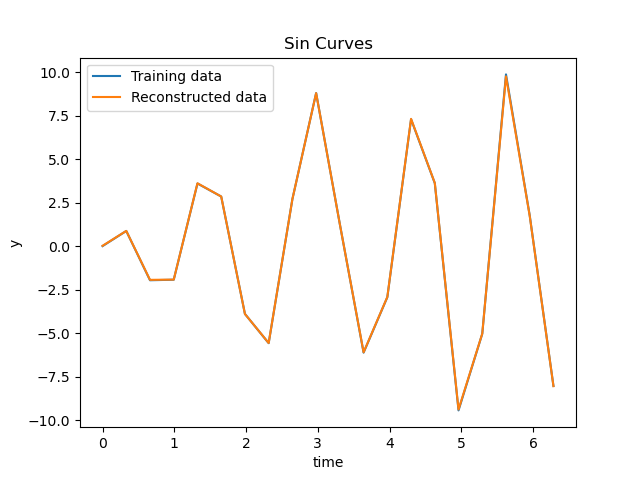 Sin Curves
Training data
Reconstructed data
10.0
7.5
5.0
2.5
0.0
−2.5
−5.0
−7.5
−10.0
y
0 1 2 3 4 5 6
time